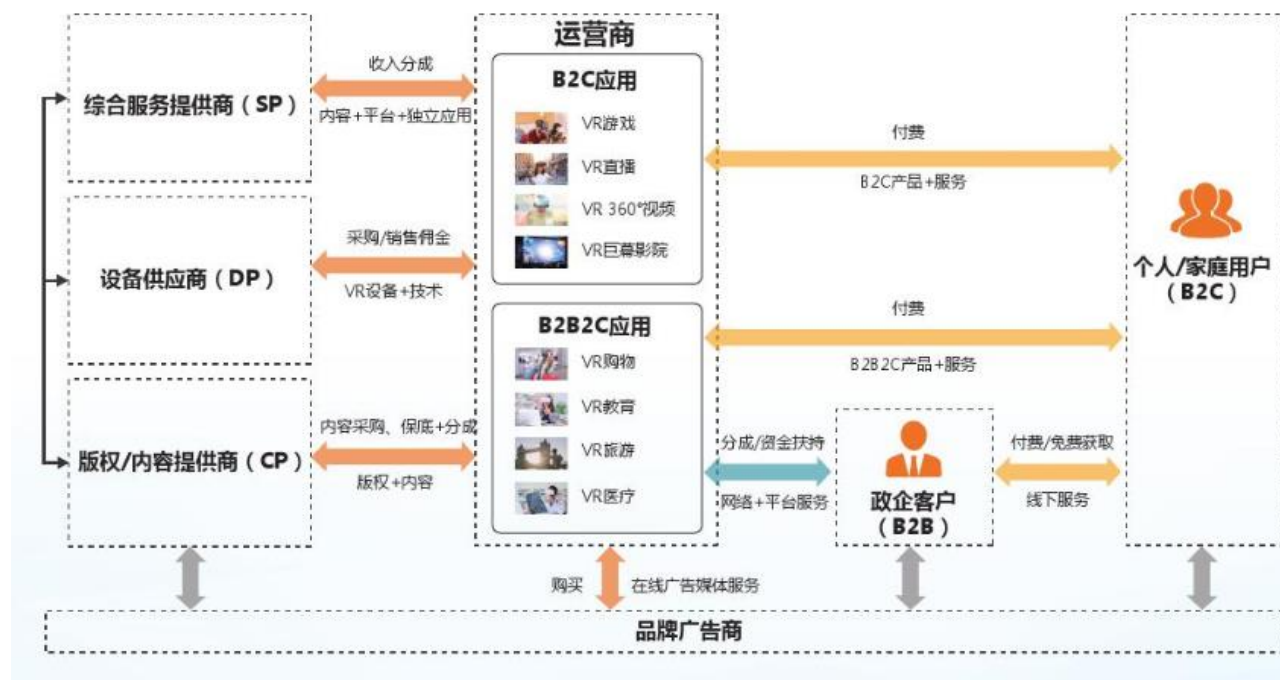 综合服务提供商（SP）
设备供应商（DP）
版权/内容提供商（CP）
收入分成
内容+平台+独立应用
采购/销售佣金
VR设备+技术
内容采购、保底+分成
版权+内容
运营商
B2C应用
VR游戏
VR直播
VR 360°视频
VR巨幕影院
B2B2C应用
VR购物
VR教育
VR旅游
VR医疗
付费
B2C产品+服务
付费
B2B2C产品+服务
分成/资金扶持
网络+平台服务
政企客户
（B2B）
付费/免费获取
线下服务
个人/家庭用户
（B2C）
购买
在线广告媒体服务
品牌广告商